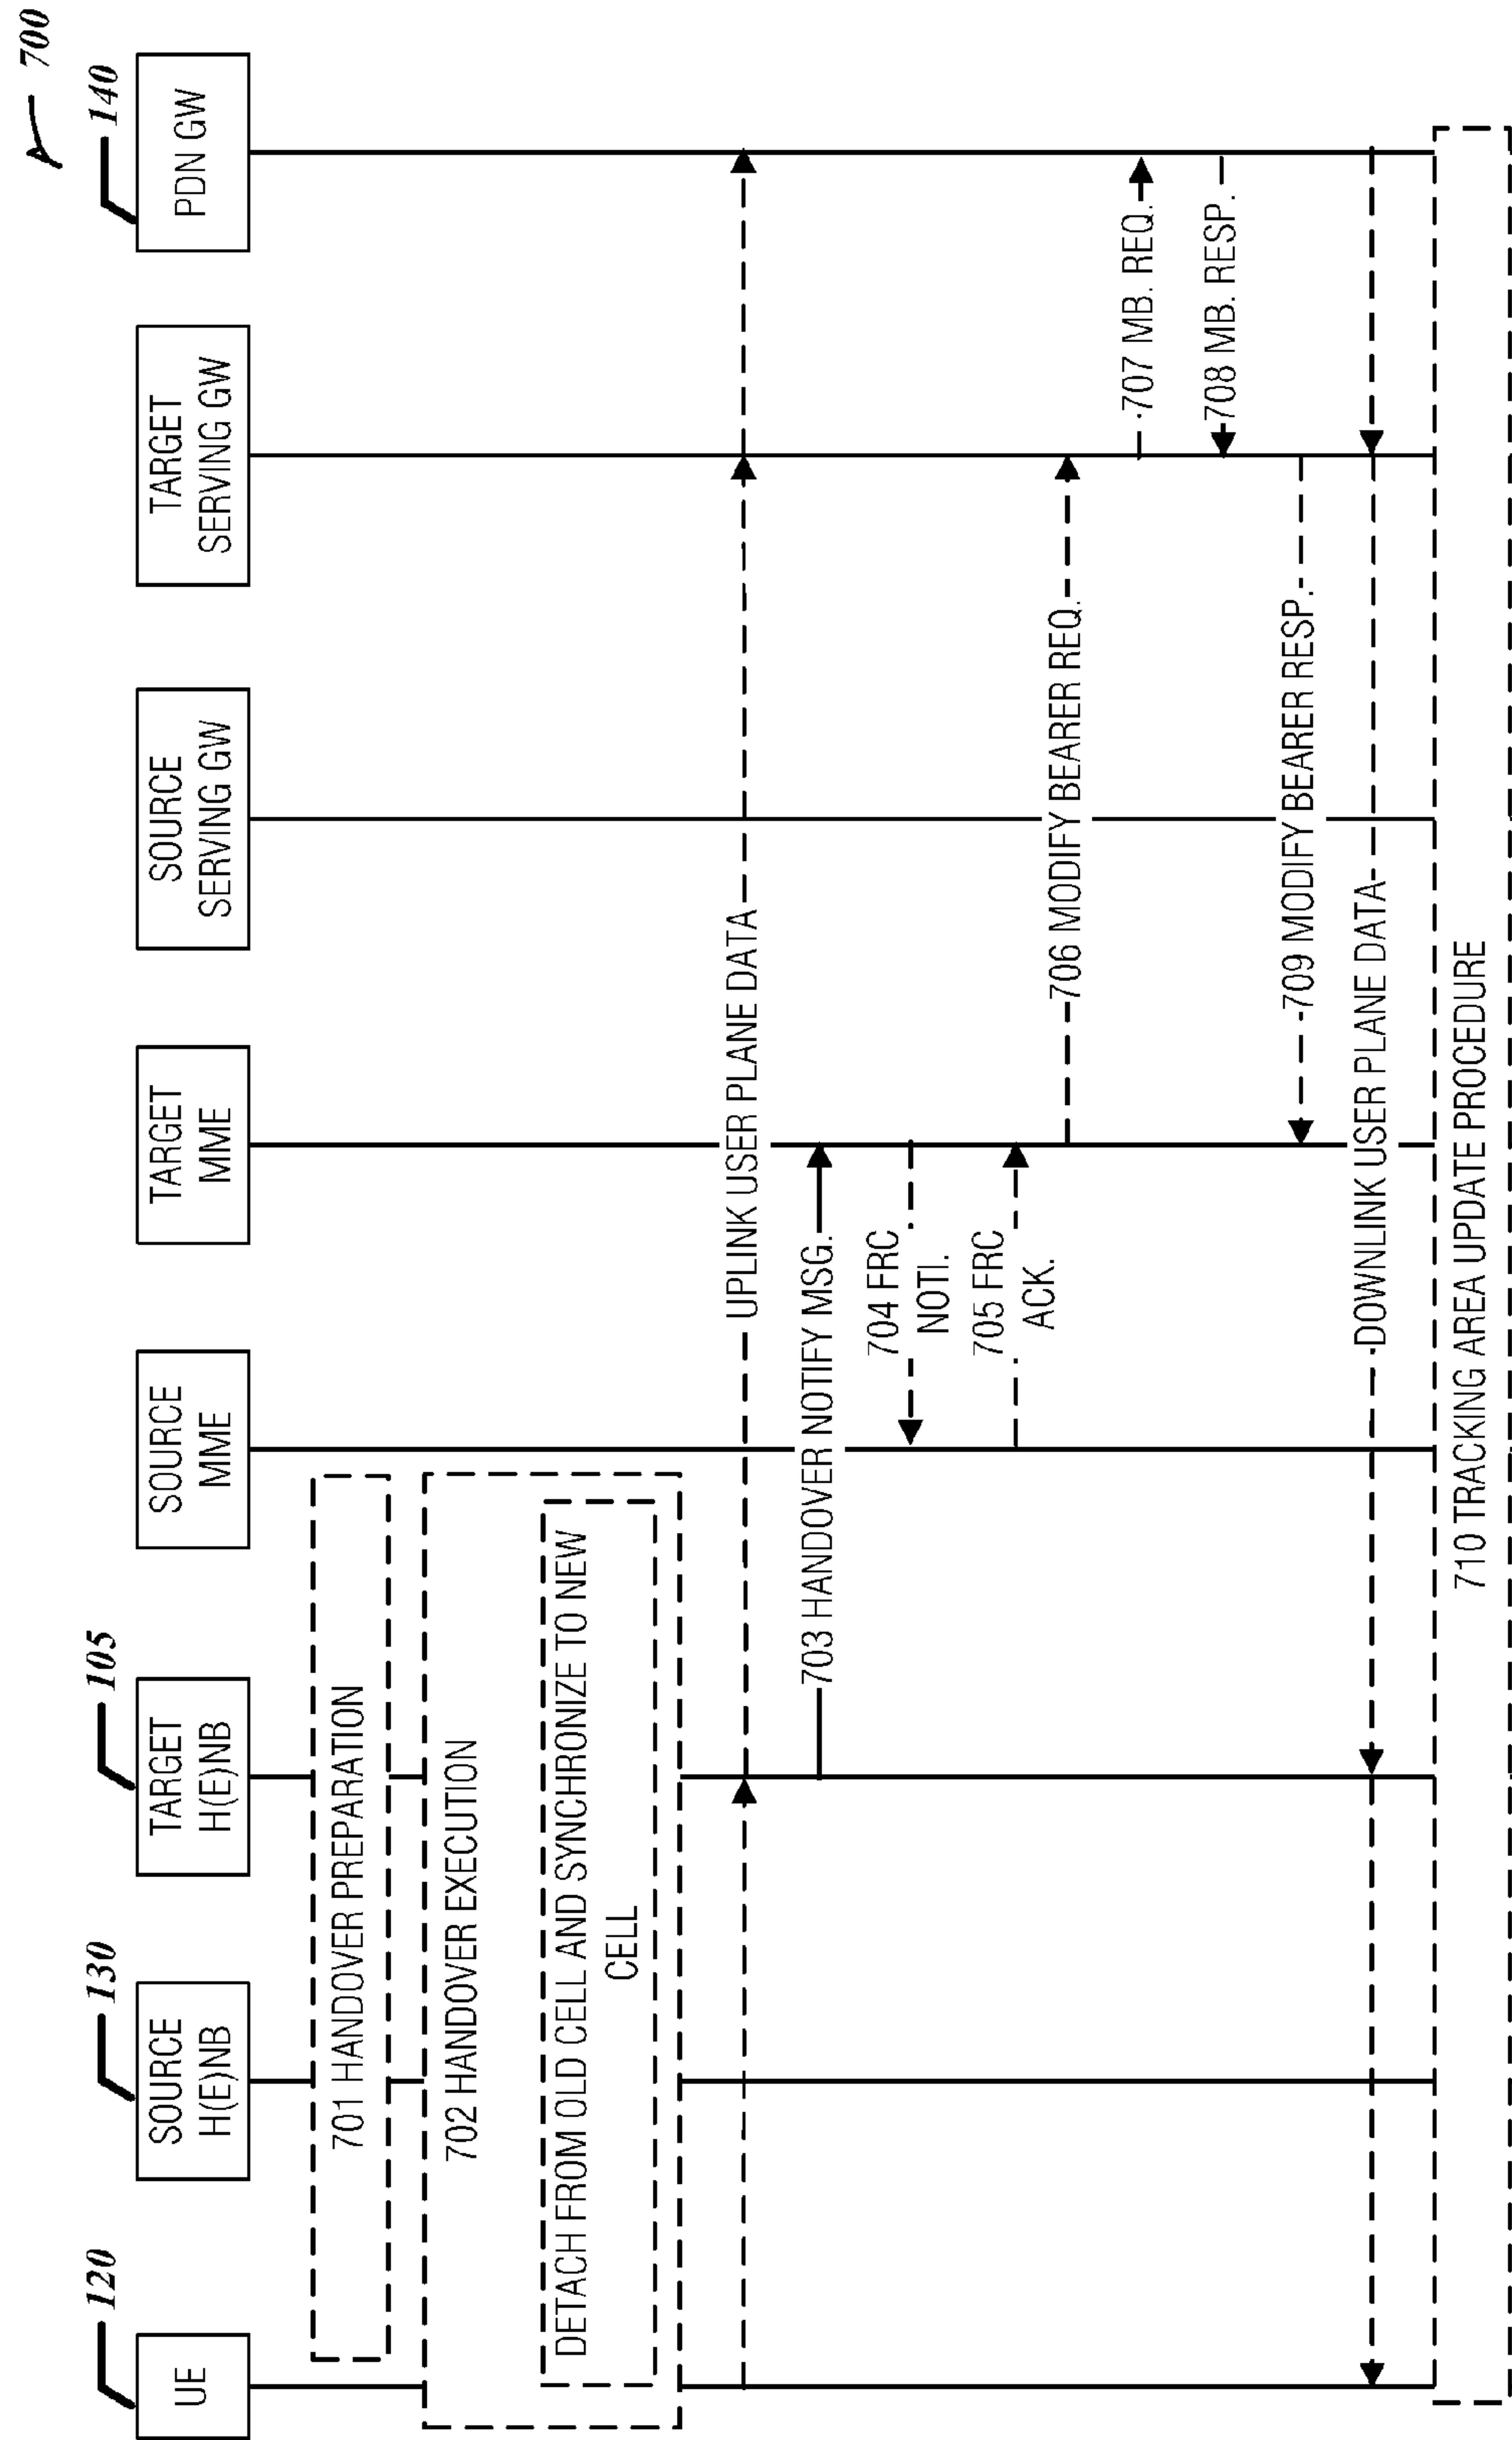 700
120
130
105
140
UE
SOURCE
H(E)NB
TARGET
H(E)NB
SOURCE
MME
TARGET
MME
SOURCE
SERVING GW
TARGET
SERVING GW
PDN GW
701 HANDOVER PREPARATION
702 HANDOVER EXECUTION
DETACH FROM OLD CELL AND SYNCHRONIZE TO NEW
CELL
UPLINK USER PLANE DATA
703 HANDOVER NOTIFY MSG.
704 FRC
NOTI.
705 FRC
ACK.
706 MODIFY BEARER REQ.
707 MB. REQ.
708 MB. RESP.
709 MODIFY BEARER RESP.
DOWNLINK USER PLANE DATA
710 TRACKING AREA UPDATE PROCEDURE